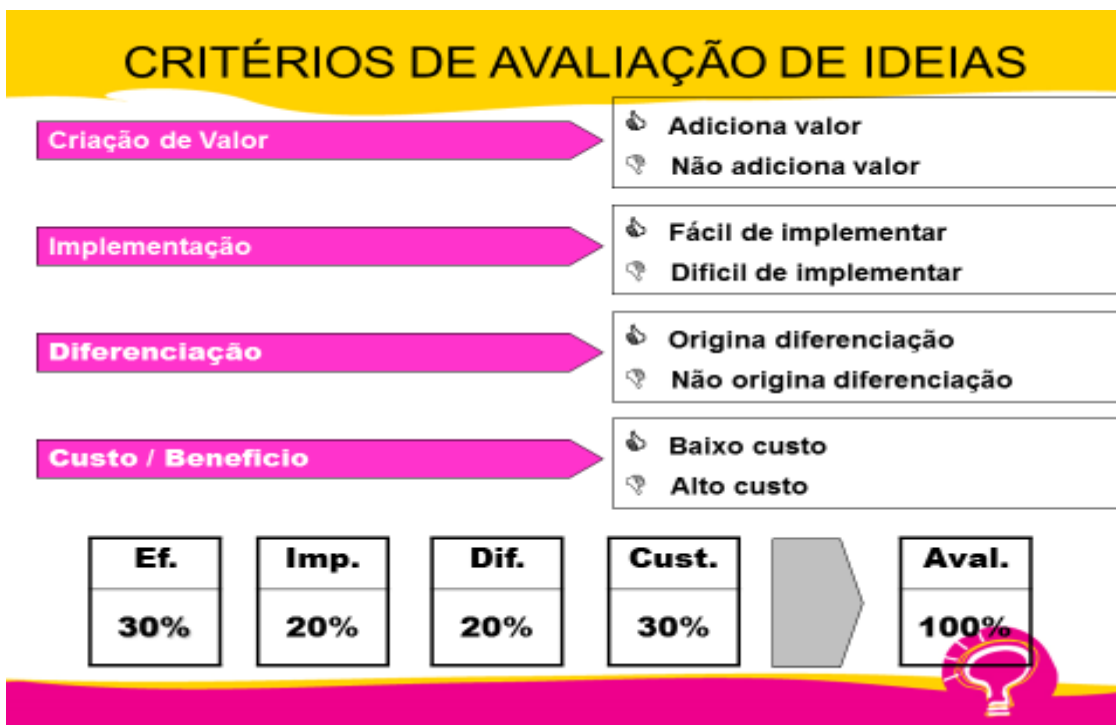 CRITÉRIOS DE AVALIAÇÃO DE IDEIAS
Criação de Valor
Adiciona valor
Não adiciona valor
Implementação
Fácil de implementar
Dificil de implementar
Diferenciação
Origina diferenciação
Não origina diferenciação
Custo / Beneficio
Baixo custo
Alto custo
Ef. Imp. Dif. Cust. Aval.
30% 20% 20% 30% 100%